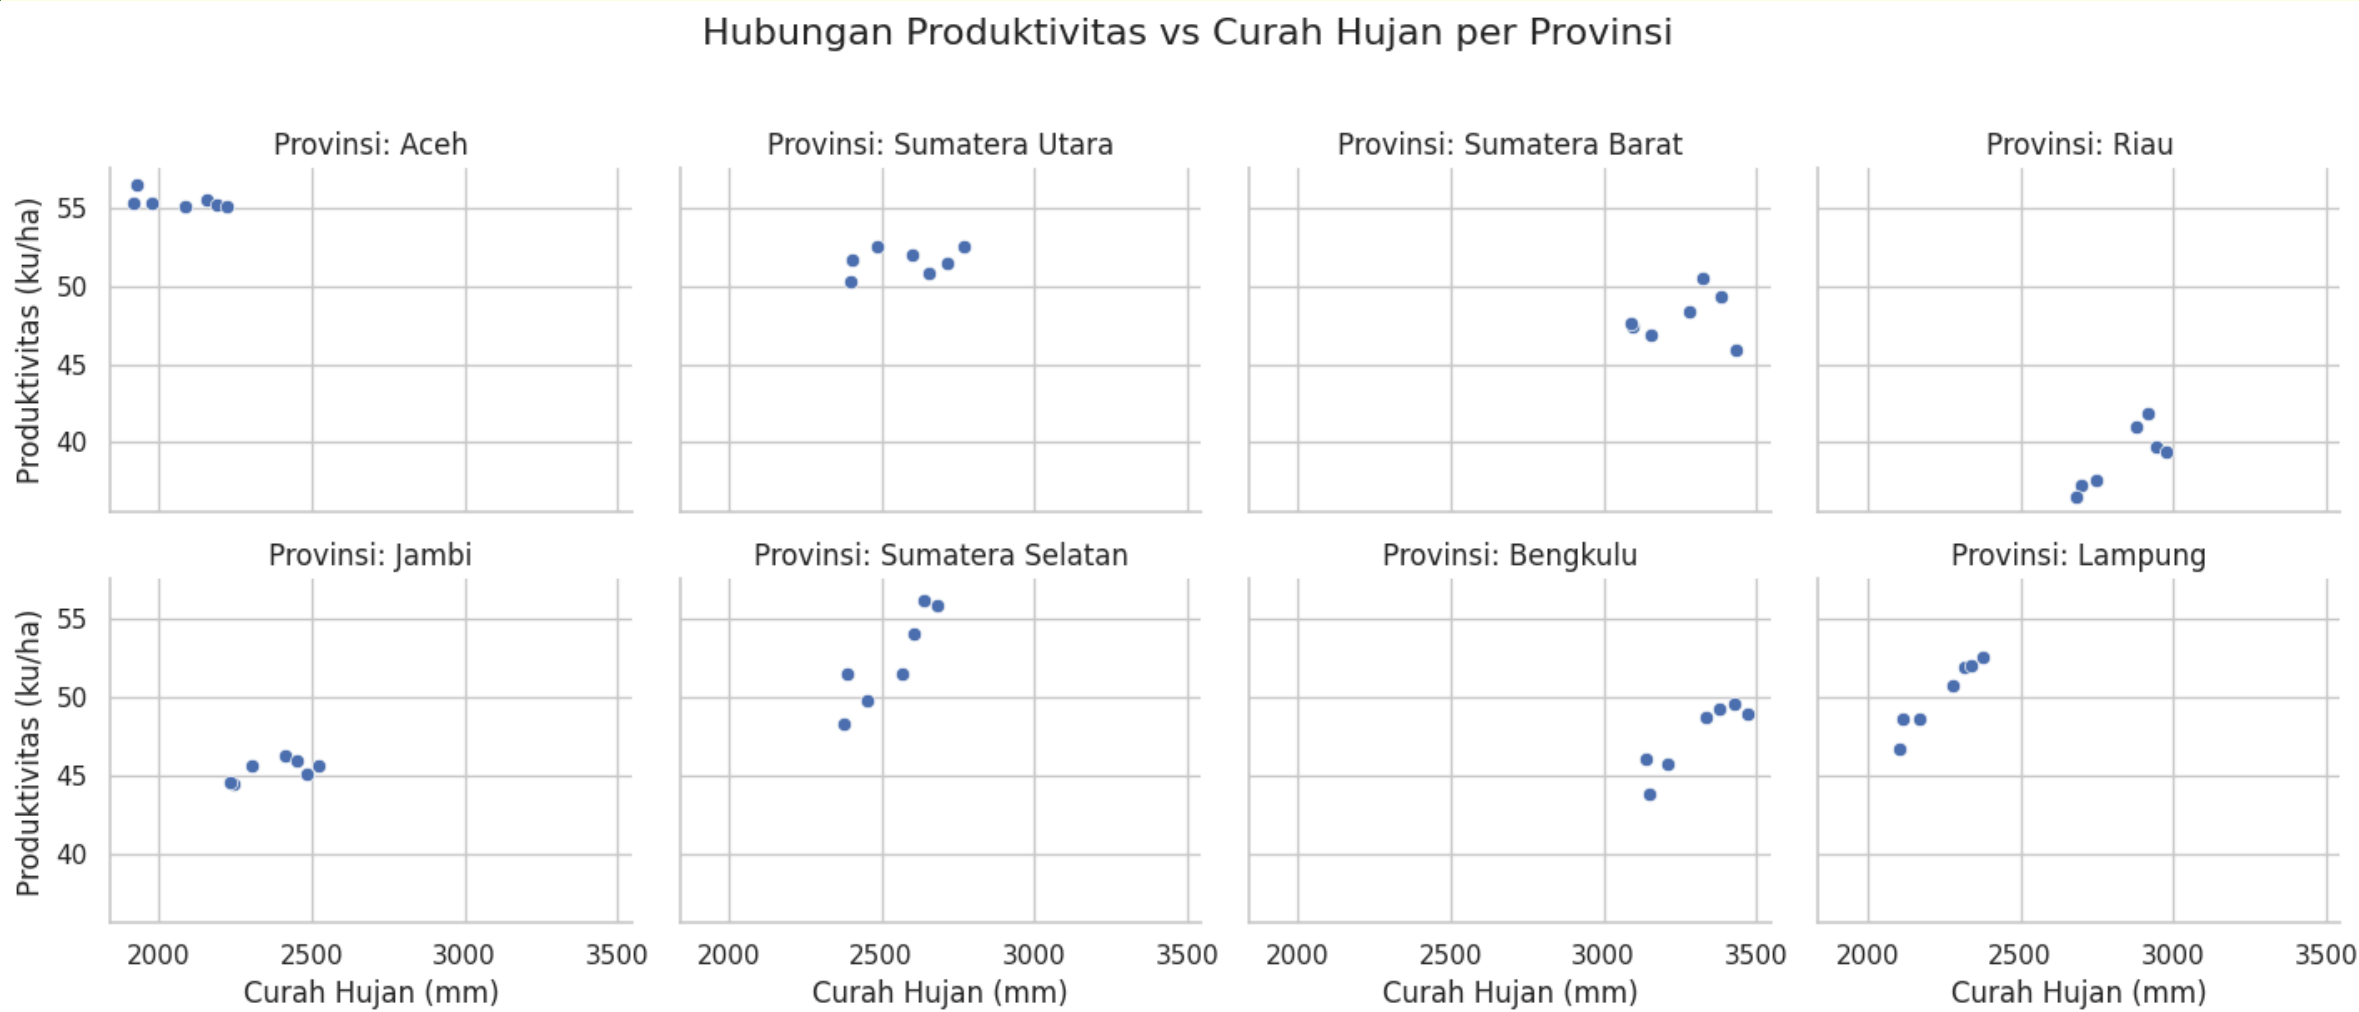 Hubungan Produktivitas vs Curah Hujan per Provinsi
Provinsi: Aceh
Provinsi: Sumatera Utara
Provinsi: Sumatera Barat
Provinsi: Riau
Produktivitas (ku/ha)
55
50
45
40
Provinsi: Jambi
Provinsi: Sumatera Selatan
Provinsi: Bengkulu
Provinsi: Lampung
Produktivitas (ku/ha)
55
50
45
40
2000 2500 3000 3500
2000 2500 3000 3500
2000 2500 3000 3500
2000 2500 3000 3500
Curah Hujan (mm)
Curah Hujan (mm)
Curah Hujan (mm)
Curah Hujan (mm)